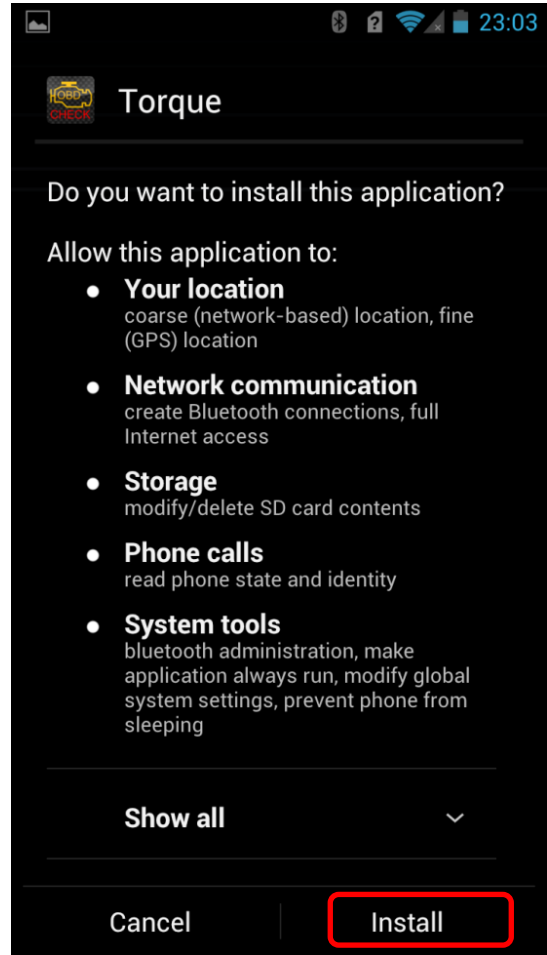 23:03
HOBD
CHECK
Torque
Do you want to install this application?
Allow this application to:
Your location
coarse (network-based) location, fine
(GPS) location
Network communication
create Bluetooth connections, full
Internet access
Storage
modify/delete SD card contents
Phone calls
read phone state and identity
System tools
bluetooth administration, make
application always run, modify global
system settings, prevent phone from
sleeping
Show all
Cancel
Install